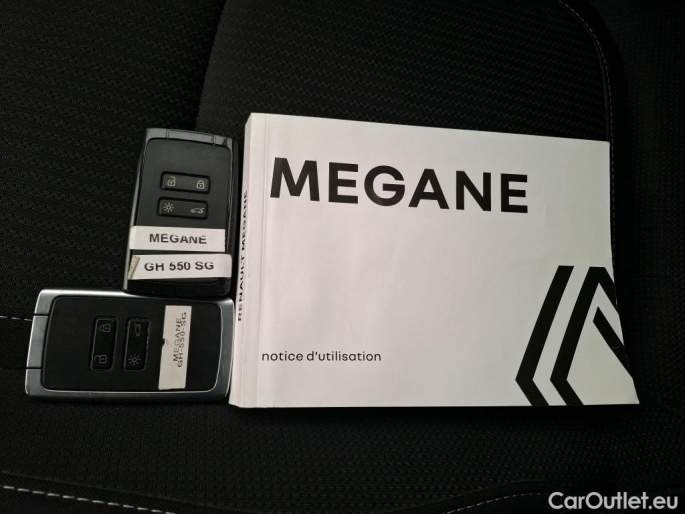 MEGANE
notice d'utilisation
RENAULT MEGANE
MEGANE
GH 550 SG
MEGANE
GH-550-SG
CarOutlet.eu